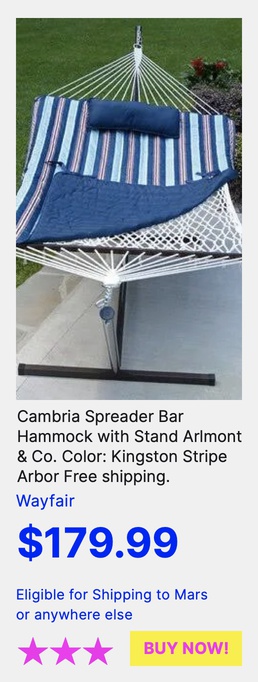 Cambria Spreader Bar
Hammock with Stand Arlmont
& Co. Color: Kingston Stripe
Arbor Free shipping.
Wayfair
$179.99
Eligible for Shipping to Mars
or anywhere else
BUY NOW!